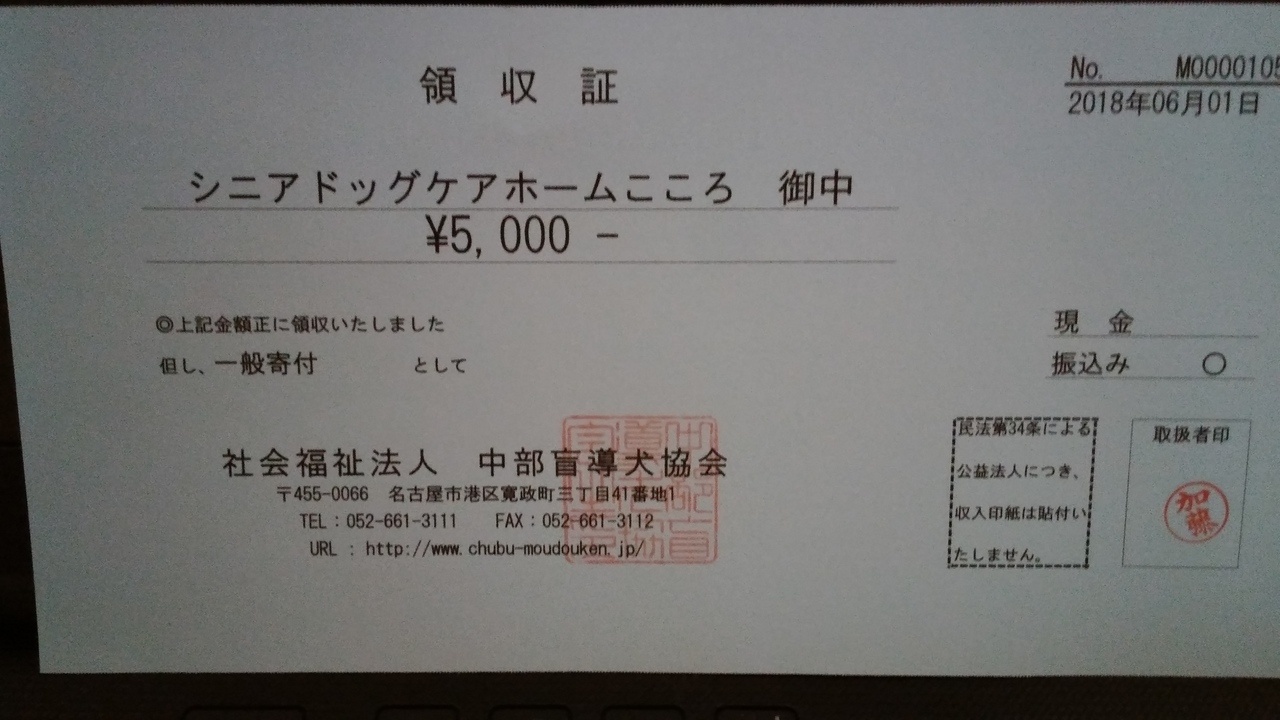 領 収 証
No. M0000105
2018年06月01日
シニアドッグケアホームこころ 御中
¥5,000 −
◎上記金額正に領収いたしました
但し、一般寄付 として
現 金
振込み ○
社会福祉法人 中部盲導犬協会
〒455-0066 名古屋市港区寛政町三丁目41番地1
TEL：052-661-3111 FAX：052-661-3112
URL : http://www.chubu-moudouken.jp/
民法第34条による
公益法人につき、
収入印紙は貼付い
たしません。
取扱者印
加藤